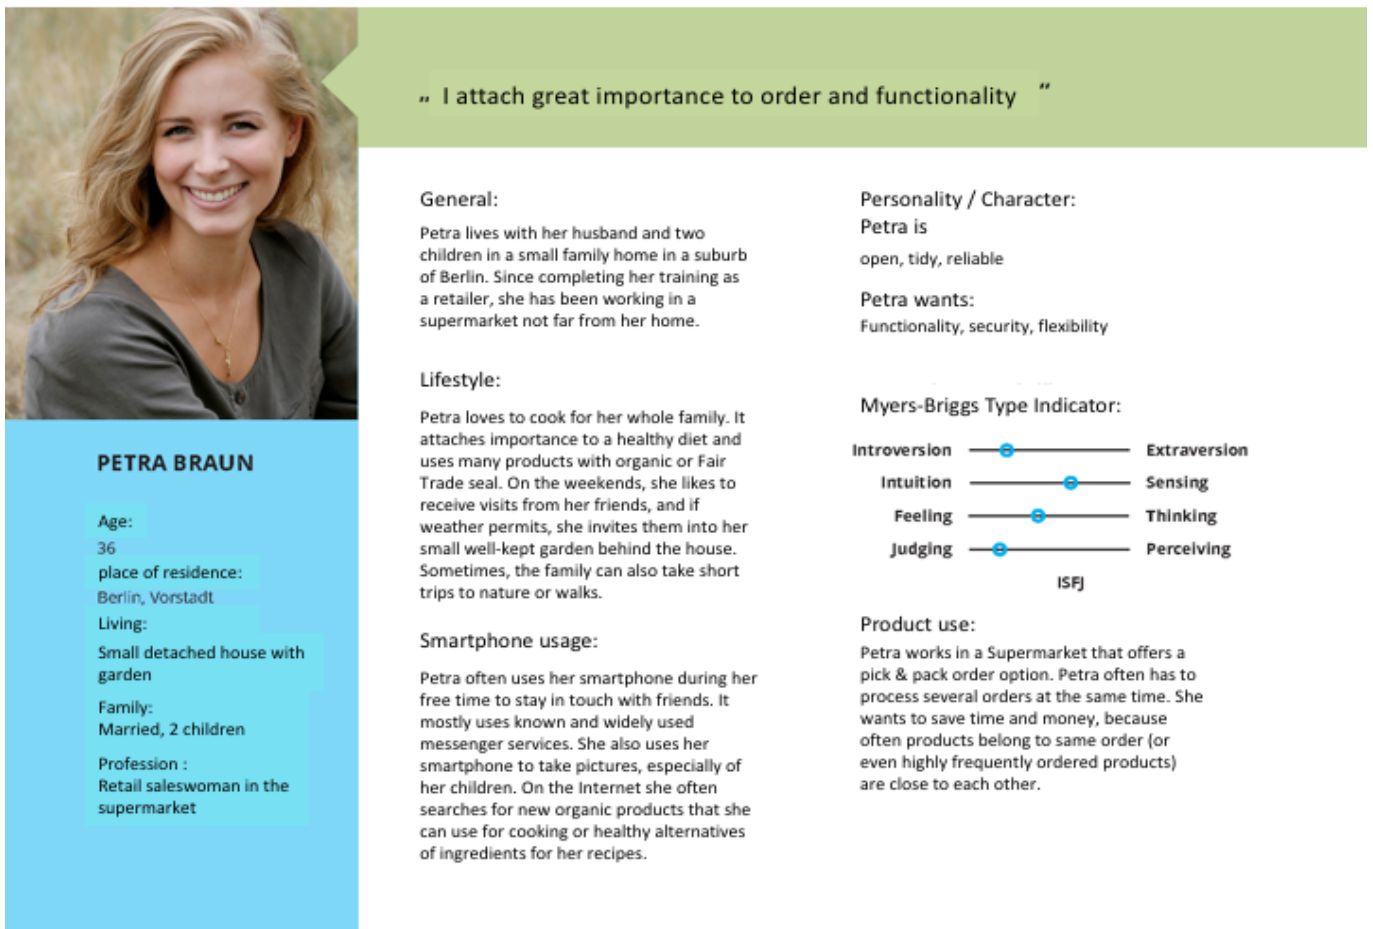 „ I attach great importance to order and functionality “
PETRA BRAUN
Age:
36
place of residence:
Berlin, Vorstadt
Living:
Small detached house with
garden
Family:
Married, 2 children
Profession :
Retail saleswoman in the
supermarket
General:
Petra lives with her husband and two
children in a small family home in a suburb
of Berlin. Since completing her training as
a retailer, she has been working in a
supermarket not far from her home.
Lifestyle:
Petra loves to cook for her whole family. It
attaches importance to a healthy diet and
uses many products with organic or Fair
Trade seal. On the weekends, she likes to
receive visits from her friends, and if
weather permits, she invites them into her
small well-kept garden behind the house.
Sometimes, the family can also take short
trips to nature or walks.
Smartphone usage:
Petra often uses her smartphone during her
free time to stay in touch with friends. It
mostly uses known and widely used
messenger services. She also uses her
smartphone to take pictures, especially of
her children. On the Internet she often
searches for new organic products that she
can use for cooking or healthy alternatives
of ingredients for her recipes.
Personality / Character:
Petra is
open, tidy, reliable
Petra wants:
Functionality, security, flexibility
Myers-Briggs Type Indicator:
Introversion Extraversion
Intuition Sensing
Feeling Thinking
Judging Perceiving
ISFJ
Product use:
Petra works in a Supermarket that offers a
pick & pack order option. Petra often has to
process several orders at the same time. She
wants to save time and money, because
often products belong to same order (or
even highly frequently ordered products)
are close to each other.